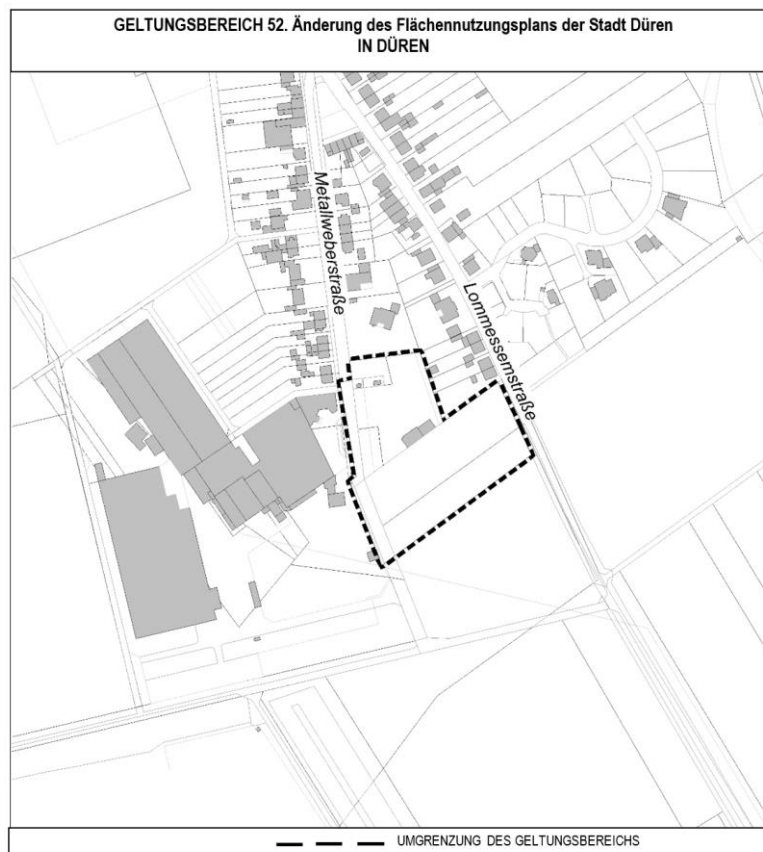 GELTUNGSBEREICH 52. Änderung des Flächennutzungsplans der Stadt Düren
IN DÜREN
Metallweberstraße
Lommessemstraße
UMGRENZUNG DES GELTUNGSBEREICHS